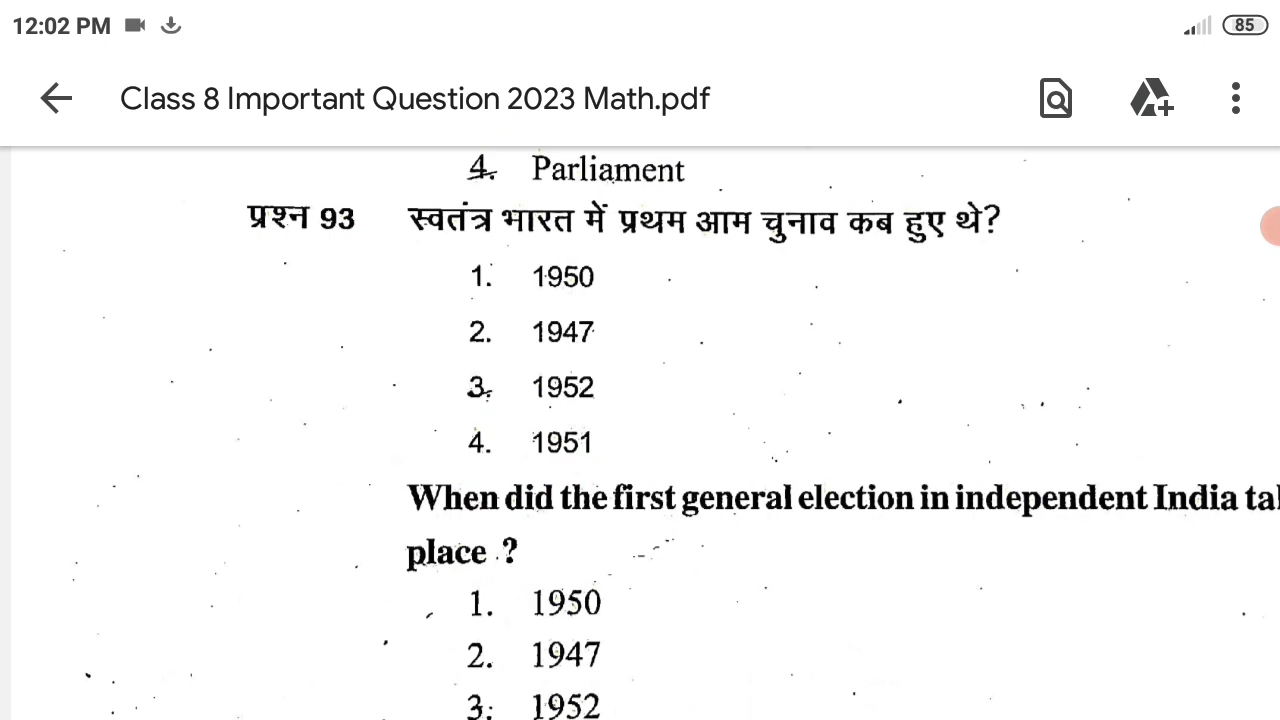 12:02 PM 85
Class 8 Important Question 2023 Math.pdf
4. Parliament
प्रश्न 93 स्वतंत्र भारत में प्रथम आम चुनाव कब हुए थे?
1. 1950
2. 1947
3. 1952
4. 1951
When did the first general election in independent India ta
place ?
1. 1950
2. 1947
3. 1952